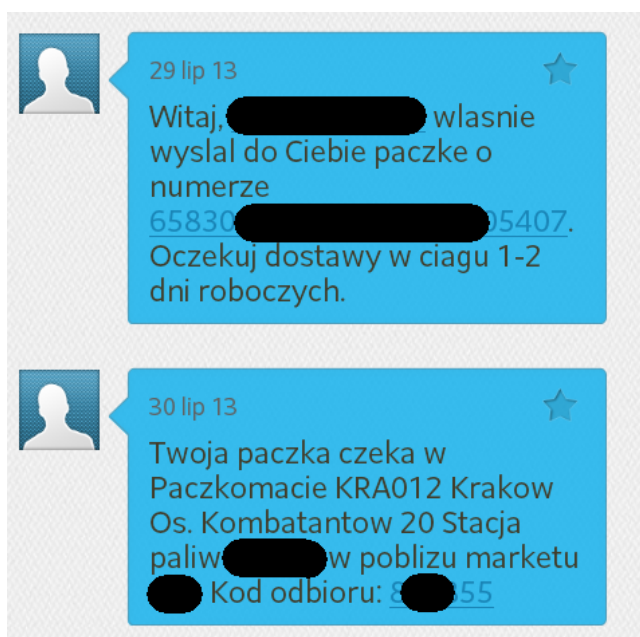 29 lip 13
Witaj, wlasnie
wyslal do Ciebie paczke o
numerze
65830 05407.
Oczekuj dostawy w ciagu 1-2
dni roboczych.
30 lip 13
Twoja paczka czeka w
Paczkomacie KRA012 Krakow
Os. Kombatantow 20 Stacja
paliw w poblizu marketu
Kod odbioru: 8 55